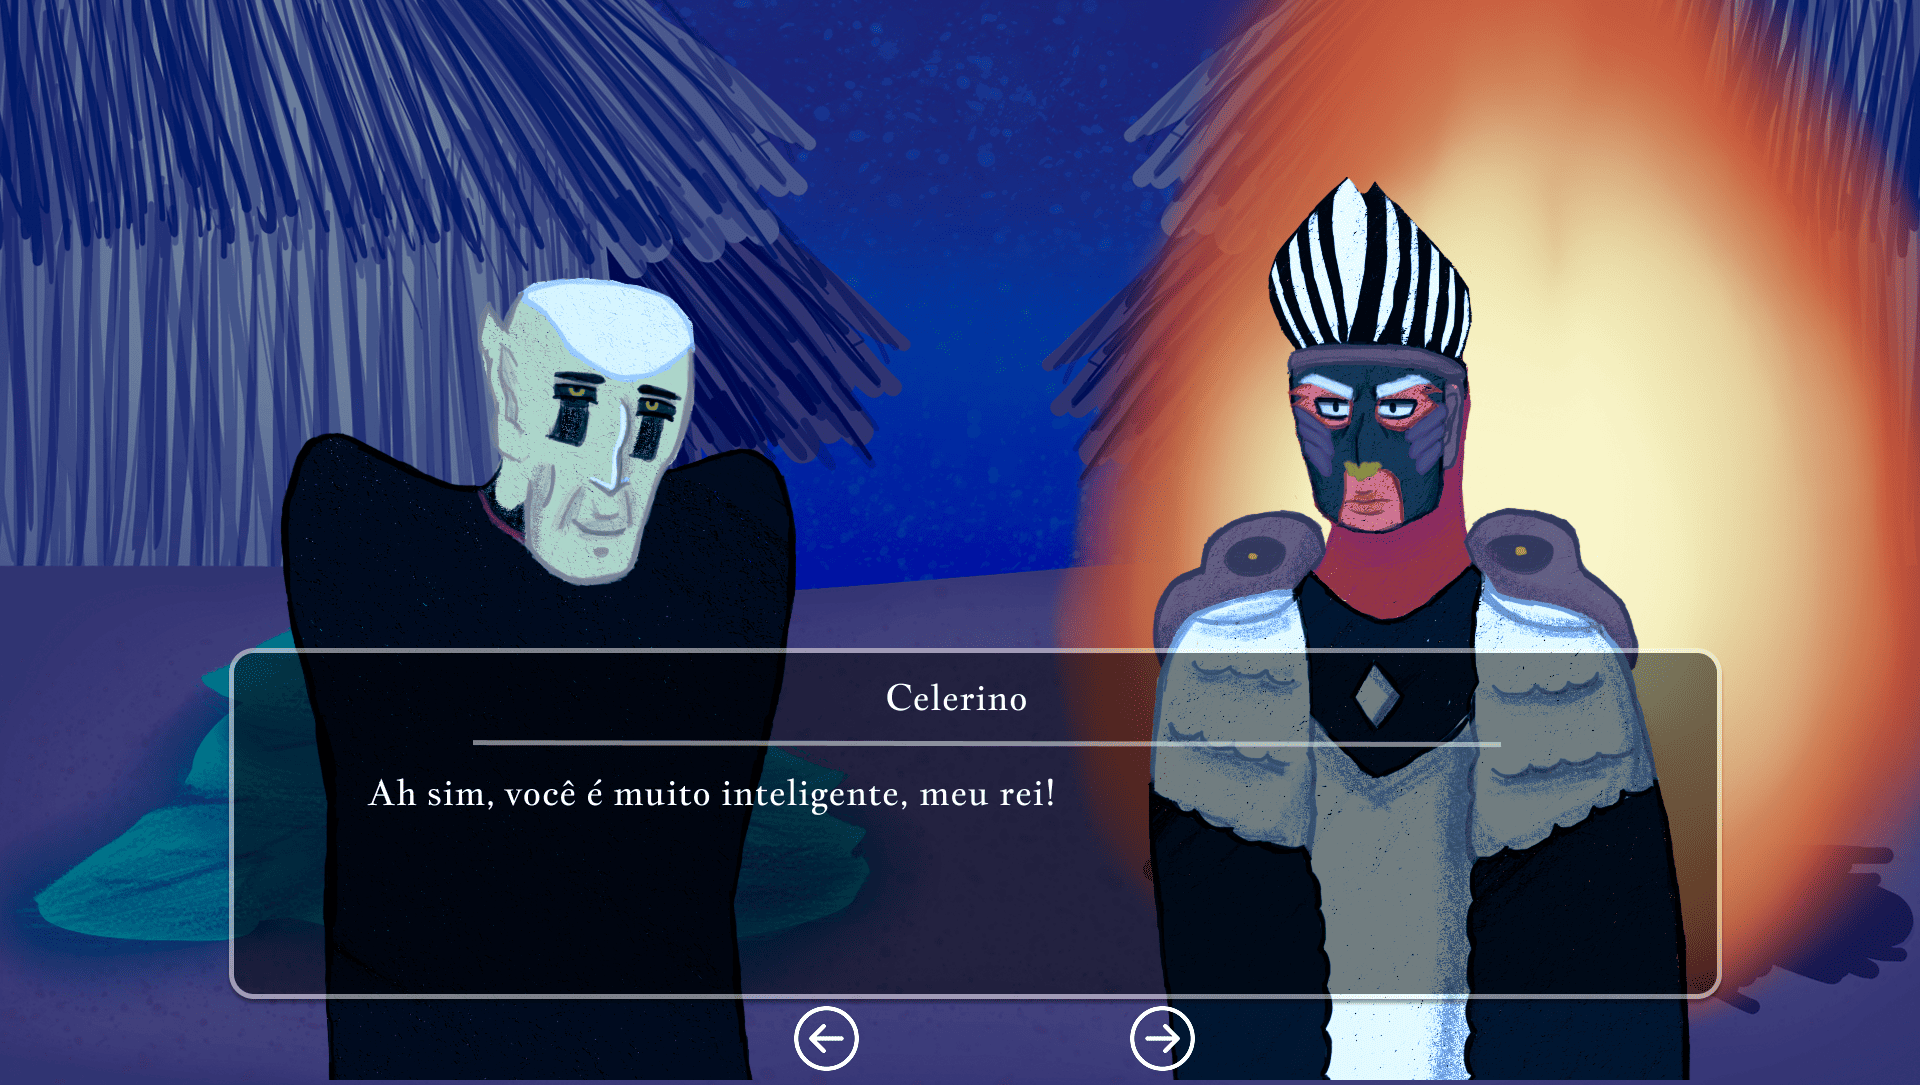 Celerino
Ah sim, você é muito inteligente, meu rei!